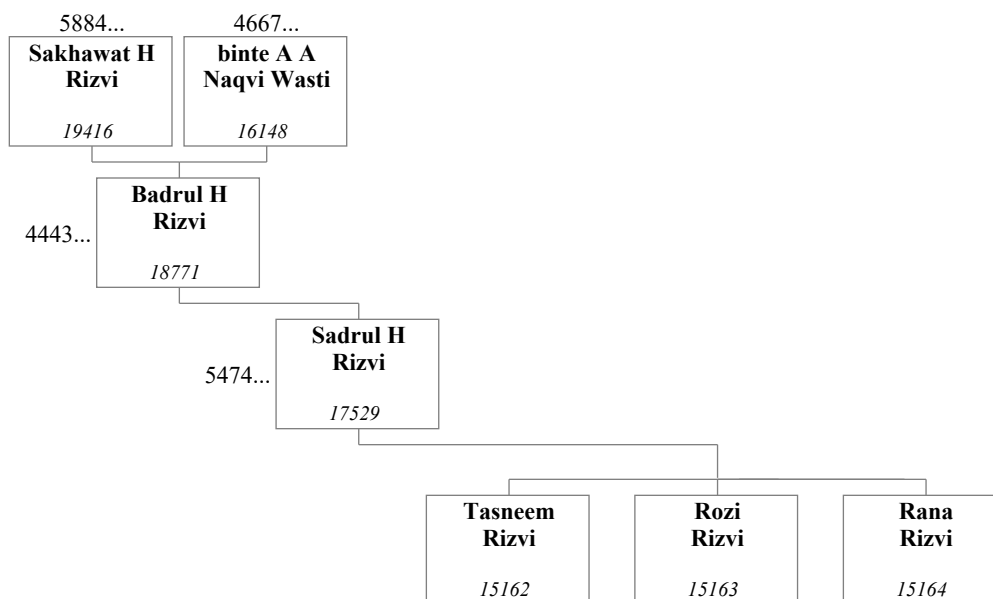 5884...
4667...
Sakhawat H
Rizvi
19416
binte A A
Naqvi Wasti
16148
4443...
Badrul H
Rizvi
18771
5474...
Sadrul H
Rizvi
17529
Tasneem
Rizvi
15162
Rozi
Rizvi
15163
Rana
Rizvi
15164